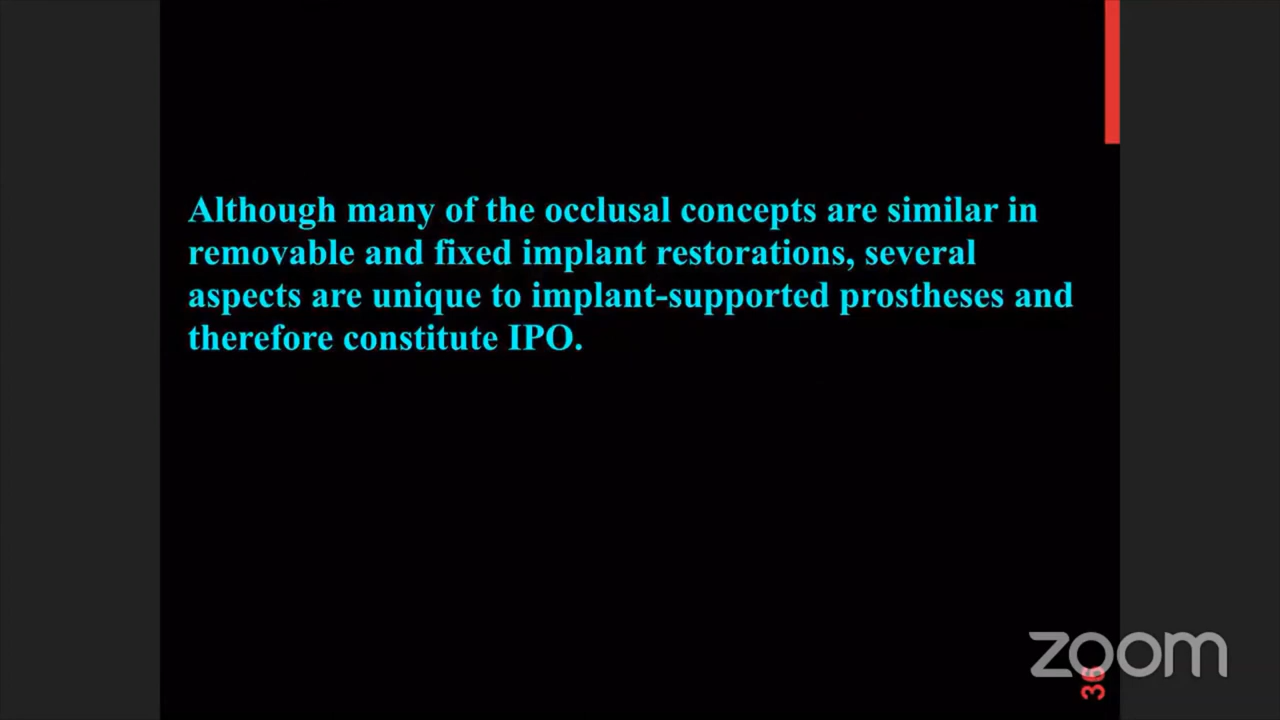 Although many of the occlusal concepts are similar in
removable and fixed implant restorations, several
aspects are unique to implant-supported prostheses and
therefore constitute IPO.
zoom
36